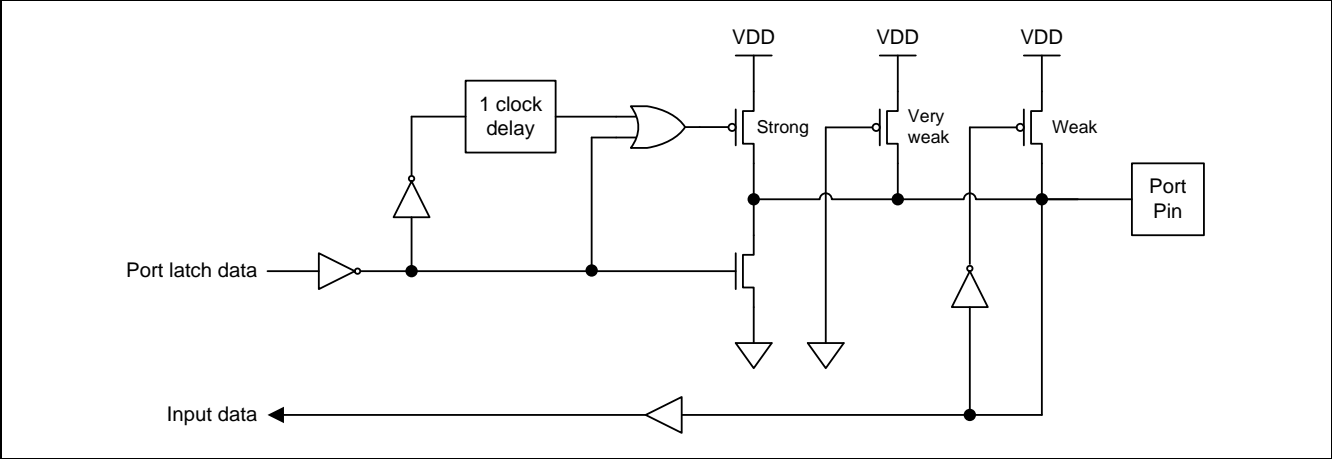 VDD
VDD
VDD
1 clock
delay
Strong
Very
weak
Weak
Port
Pin
Port latch data
Input data